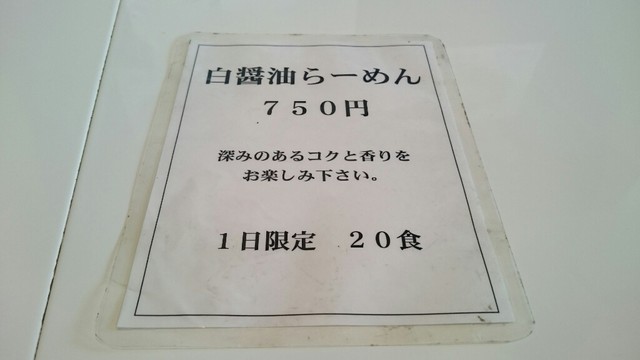 白醤油らーめん
７５０円
深みのあるコクと香りを
お楽しみ下さい。
１日限定　２０食